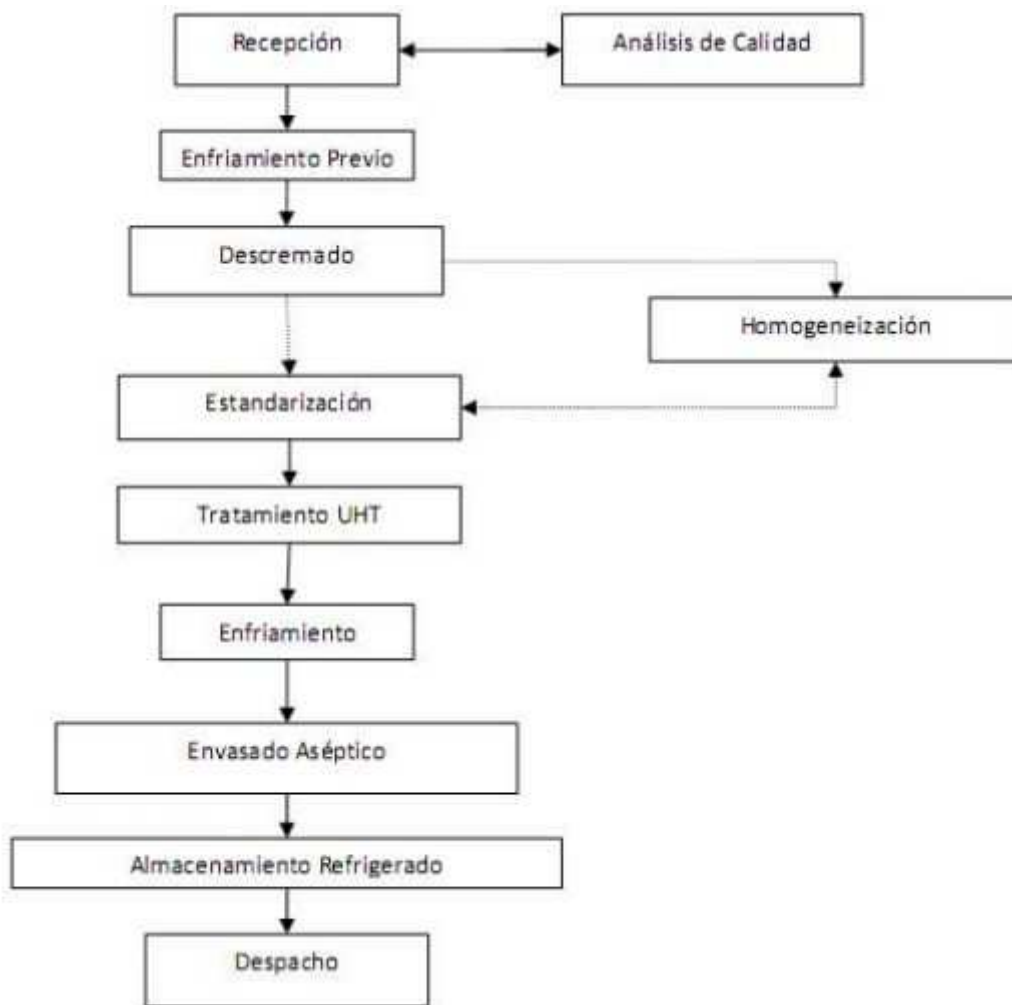 Recepción
Análisis de Calidad
Enfriamiento Previo
Descremado
Homogeneización
Estandarización
Tratamiento UHT
Enfriamiento
Envasado Aséptico
Almacenamiento Refrigerado
Despacho